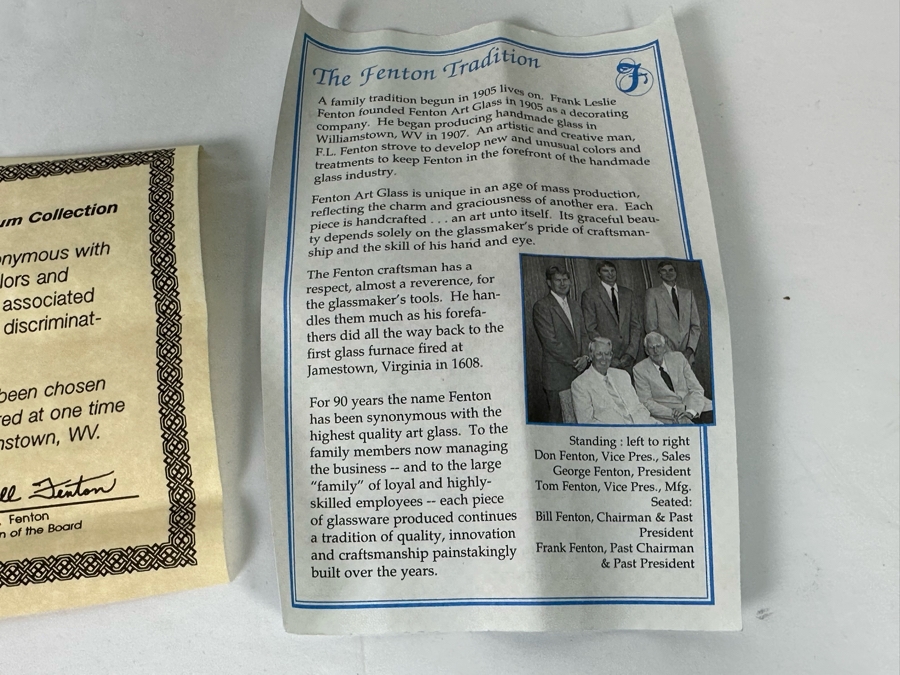 um Collection
onymous with
lors and
associated
discriminat-
been chosen
red at one time
nstown, WV.
ll Fenton
. Fenton
n of the Board
The Fenton Tradition
F
A family tradition begun in 1905 lives on. Frank Leslie
Fenton founded Fenton Art Glass in 1905 as a decorating
company. He began producing handmade glass in
Williamstown, WV in 1907. An artistic and creative man,
F.L. Fenton strove to develop new and unusual colors and
treatments to keep Fenton in the forefront of the handmade
glass industry.
Fenton Art Glass is unique in an age of mass production,
reflecting the charm and graciousness of another era. Each
piece is handcrafted . . . an art unto itself. Its graceful beau-
ty depends solely on the glassmaker's pride of craftsman-
ship and the skill of his hand and eye.
The Fenton craftsman has a
respect, almost a reverence, for
the glassmaker's tools. He han-
dles them much as his forefa-
thers did all the way back to the
first glass furnace fired at
Jamestown, Virginia in 1608.
For 90 years the name Fenton
has been synonymous with the
highest quality art glass. To the
family members now managing
the business -- and to the large
"family" of loyal and highly-
skilled employees -- each piece
of glassware produced continues
a tradition of quality, innovation
and craftsmanship painstakingly
built over the years.
Standing : left to right
Don Fenton, Vice Pres., Sales
George Fenton, President
Tom Fenton, Vice Pres., Mfg.
Seated:
Bill Fenton, Chairman & Past
President
Frank Fenton, Past Chairman
& Past President